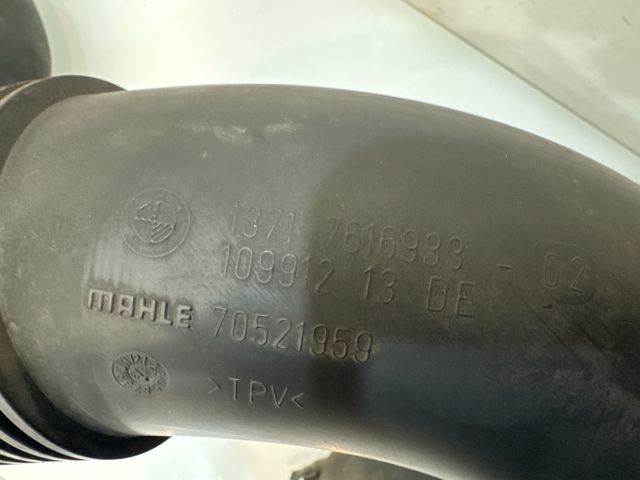 1371 7616933 - 02
109912 13 DE
MAHLE 70521959
>TPV<